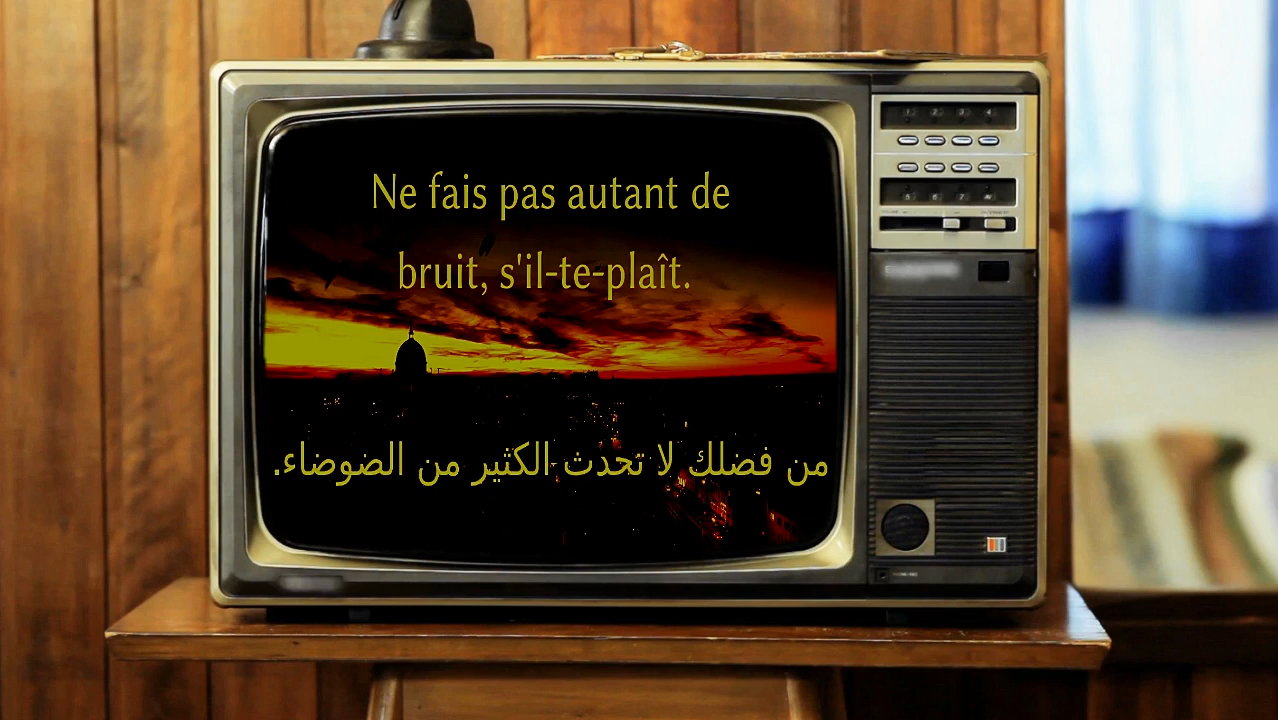 Ne fais pas autant de
bruit, s'il-te-plaît.
من فضلك لا تحدث الكثير من الضوضاء.